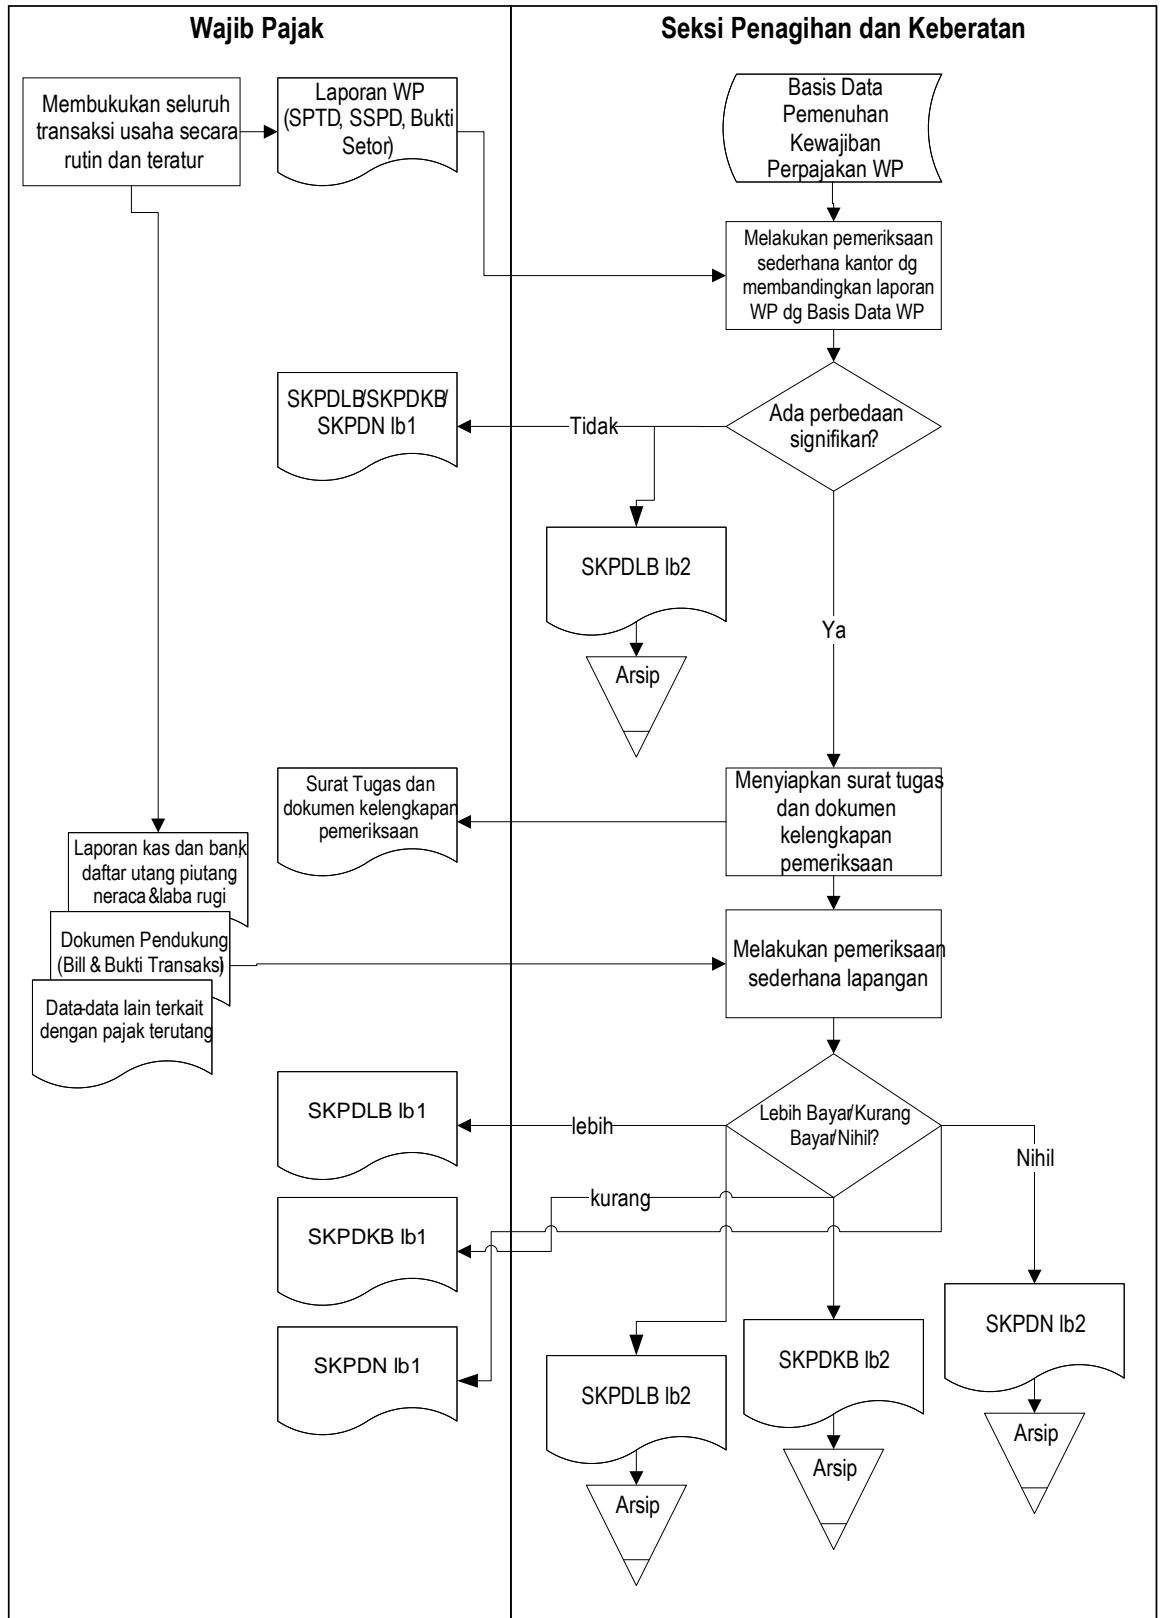 Wajib Pajak
Seksi Penagihan dan Keberatan
Membukukan seluruh
transaksi usaha secara
rutin dan teratur
Laporan WP
(SPTD, SSPD, Bukti
Setor)
Basis Data
Pemenuhan
Kewajiban
Perpajakan WP
Melakukan pemeriksaan
sederhana kantor dg
membandingkan laporan
WP dg Basis Data WP
SKPDLB/SKPDKB/
SKPDN lb1
Tidak
Ada perbedaan
signifikan?
SKPDLB lb2
Arsip
Ya
Surat Tugas dan
dokumen kelengkapan
pemeriksaan
Menyiapkan surat tugas
dan dokumen
kelengkapan
pemeriksaan
Laporan kas dan bank,
daftar utang piutang
neraca &laba rugi
Dokumen Pendukung
(Bill & Bukti Transaksi)
Data-data lain terkait
dengan pajak terutang
Melakukan pemeriksaan
sederhana lapangan
SKPDLB lb1
lebih
Lebih Bayar/Kurang
Bayar/Nihil?
Nihil
kurang
SKPDKB lb1
SKPDN lb1
SKPDLB lb2
Arsip
SKPDKB lb2
Arsip
SKPDN lb2
Arsip